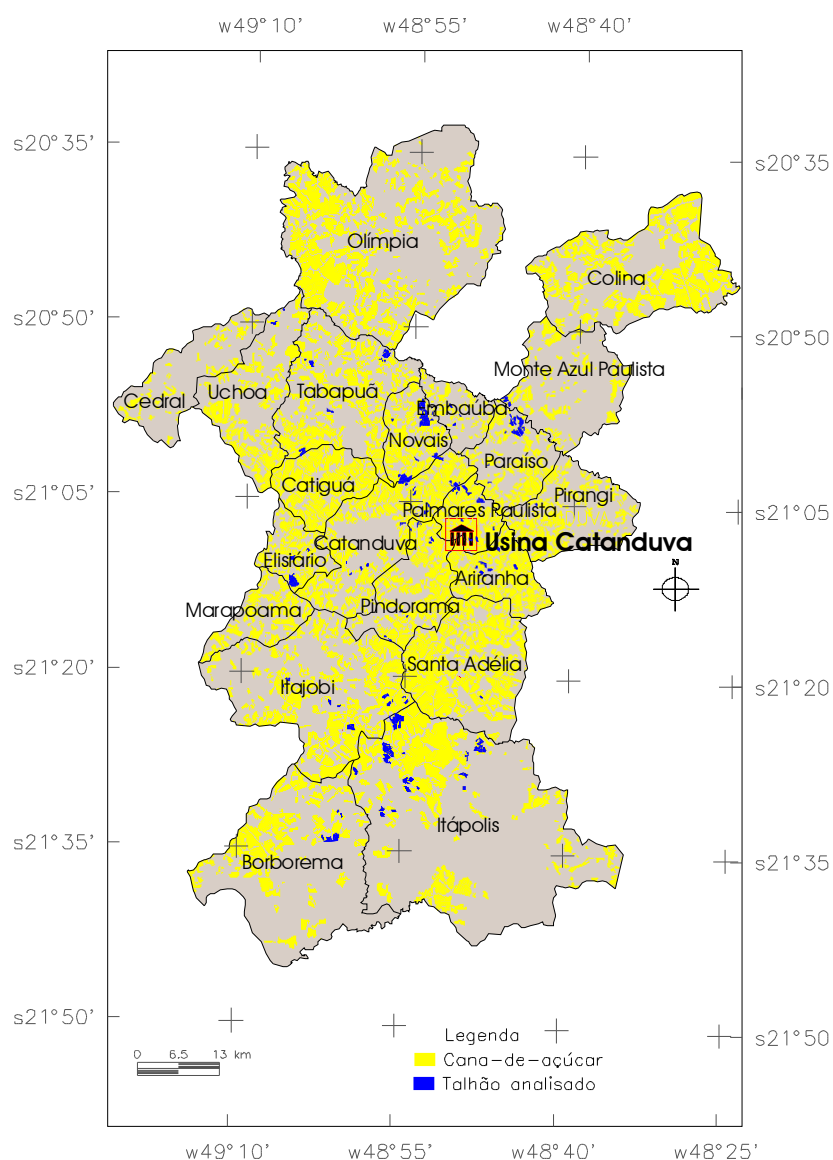 w49°10' w48°55' w48°40'
s20°35'
s20°35
Olímpia
Colina
s20°50'
s20°50
Monte Azul Paulista
Cedral
Uchoa
Tabapuã
Embaúba
Novais
Paraíso
Catiguá
s21°05'
Pirangi
s21°05
Palmares Paulista
Catanduva
Usina Catanduva
Elisiário
N
Ariranha
Marapoama
Pindorama
s21°20'
Santa Adélia
Itajobi
s21°20
Itápolis
s21°35'
Borborema
s21°35
s21°50'
s21°50
Legenda
0 6.5 13 km
Cana-de-açúcar
Talhão analisado
w49°10' w48°55' w48°40' w48°25'